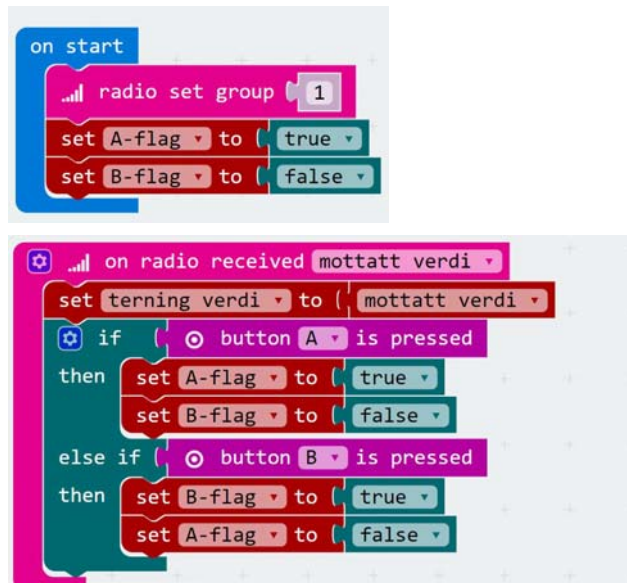 on start
radio set group 1
set A-flag to true
set B-flag to false
on radio received mottatt verdi
set terning verdi to mottatt verdi
if button A is pressed
then set A-flag to true
set B-flag to false
else if button B is pressed
then set B-flag to true
set A-flag to false